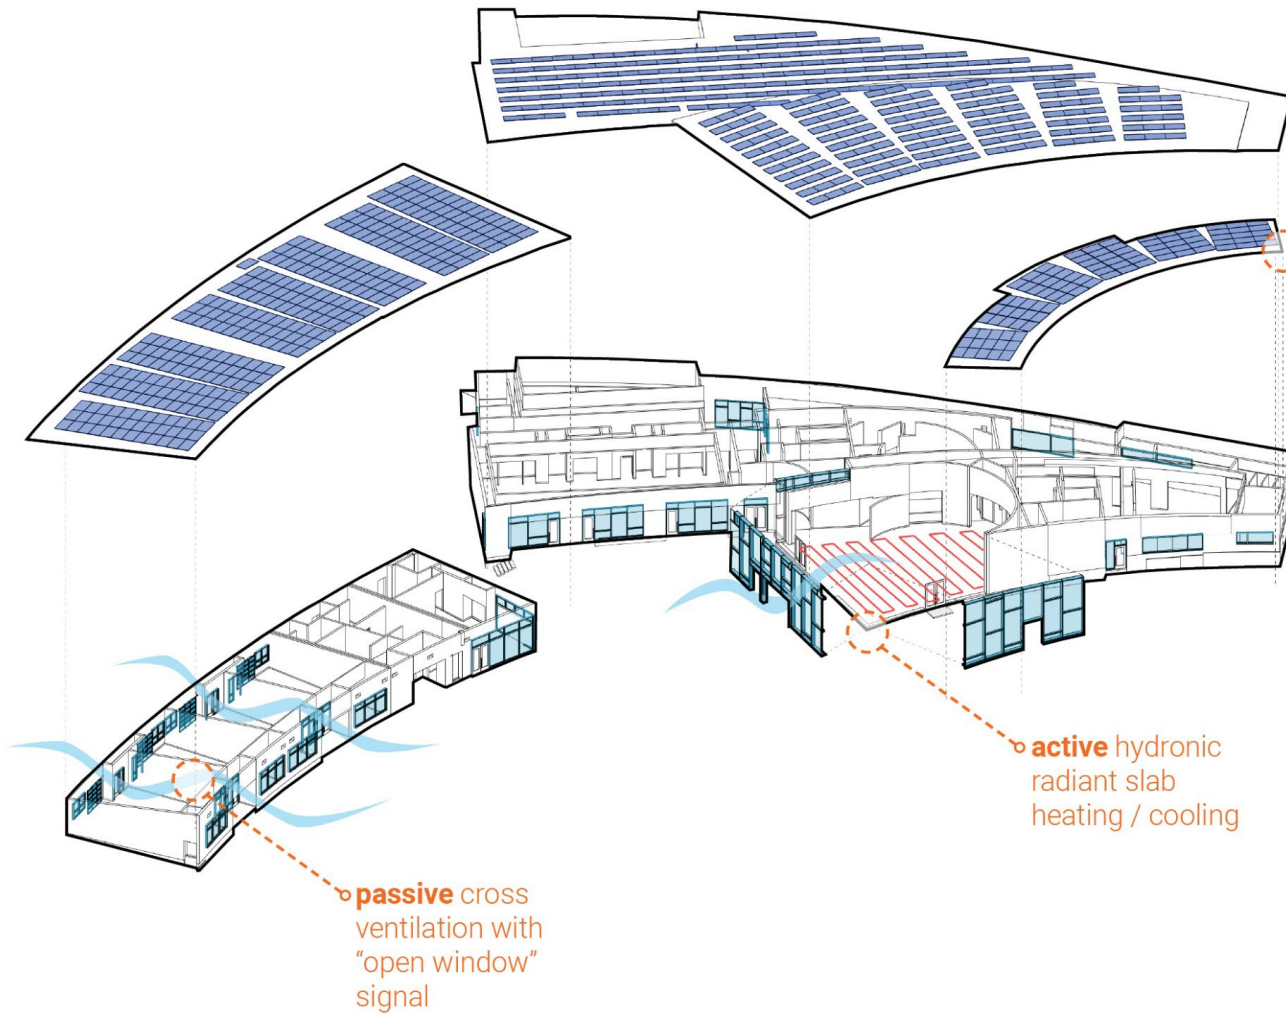 active hydronic
radiant slab
heating / cooling
passive cross
ventilation with
“open window”
signal